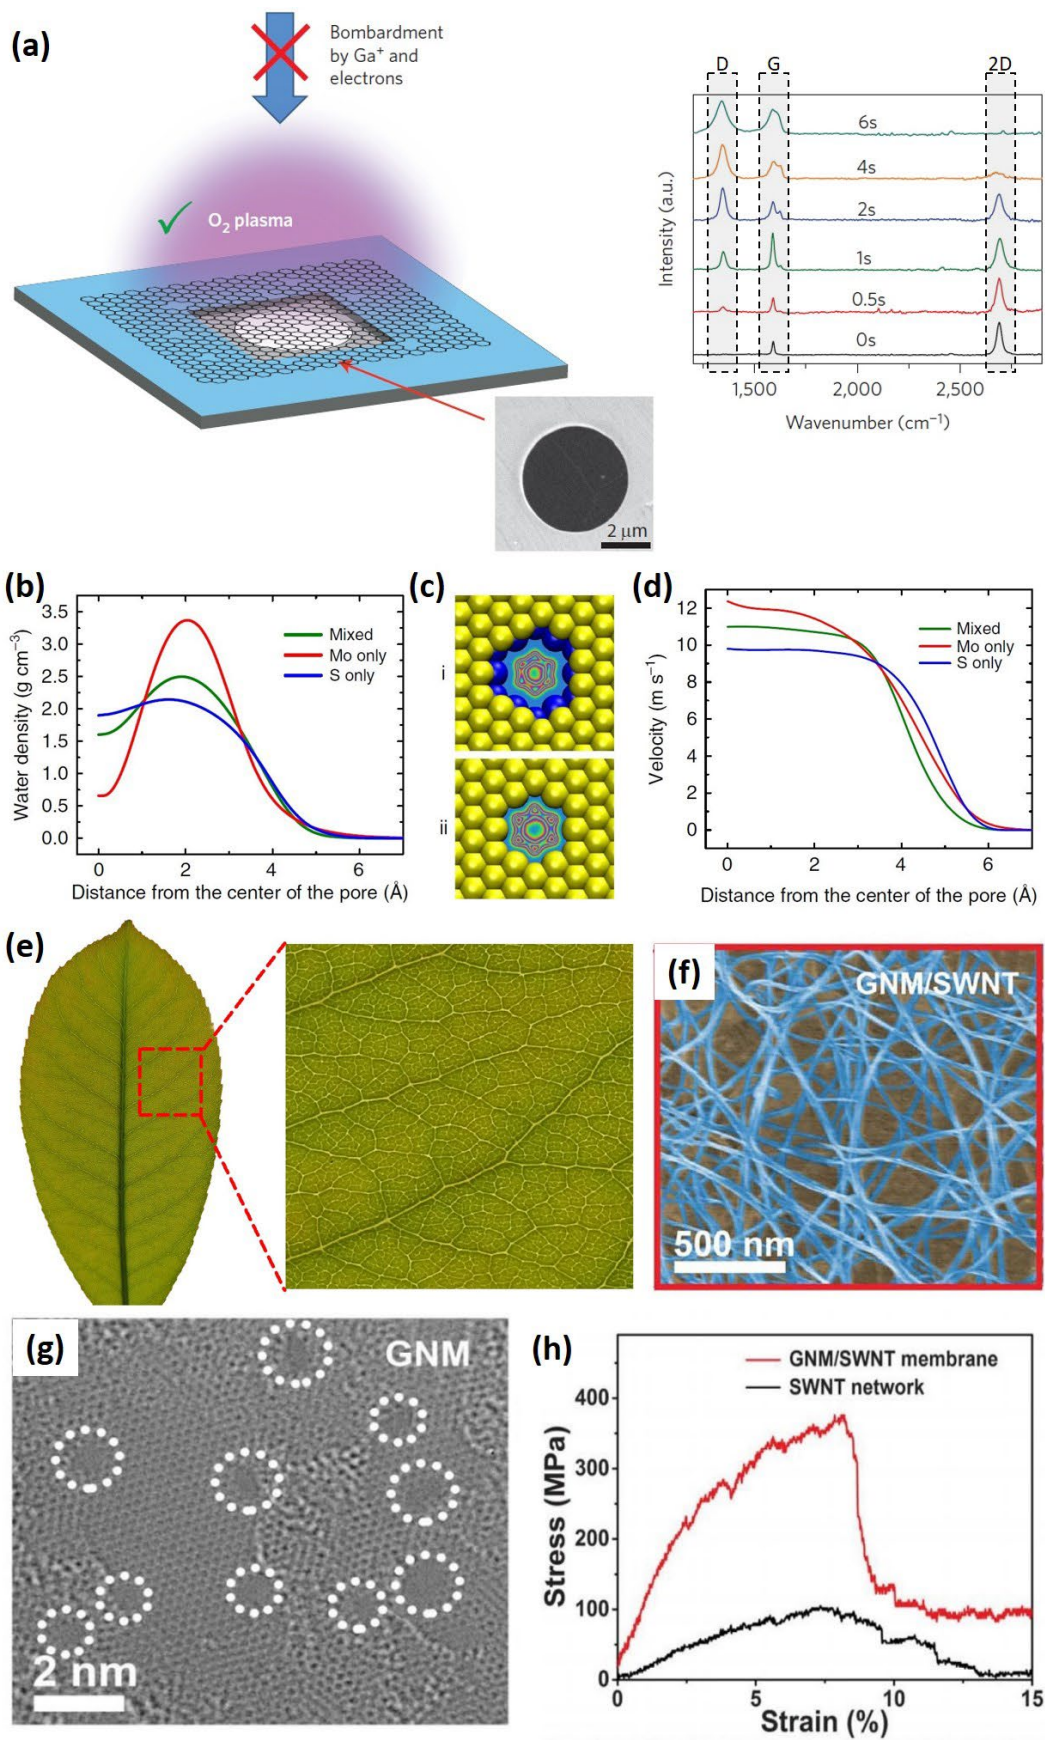 (a)
Bombardment
by Ga⁺ and
electrons
O₂ plasma
2 μm
D G 2D
6s
4s
2s
1s
0.5s
0s
Intensity (a.u.)
1,500 2,000 2,500
Wavenumber (cm⁻¹)
(b)
Water density (g cm⁻³)
3.5
3.0
2.5
2.0
1.5
1.0
0.5
0.0
Mixed
Mo only
S only
0 2 4 6
Distance from the center of the pore (Å)
(c)
i
ii
(d)
Velocity (m s⁻¹)
12
10
8
6
4
2
0
Mixed
Mo only
S only
0 2 4 6
Distance from the center of the pore (Å)
(e)
(f)
GNM/SWNT
500 nm
(g)
GNM
2 nm
(h)
GNM/SWNT membrane
SWNT network
Stress (MPa)
400
300
200
100
0
0 5 10 15
Strain (%)